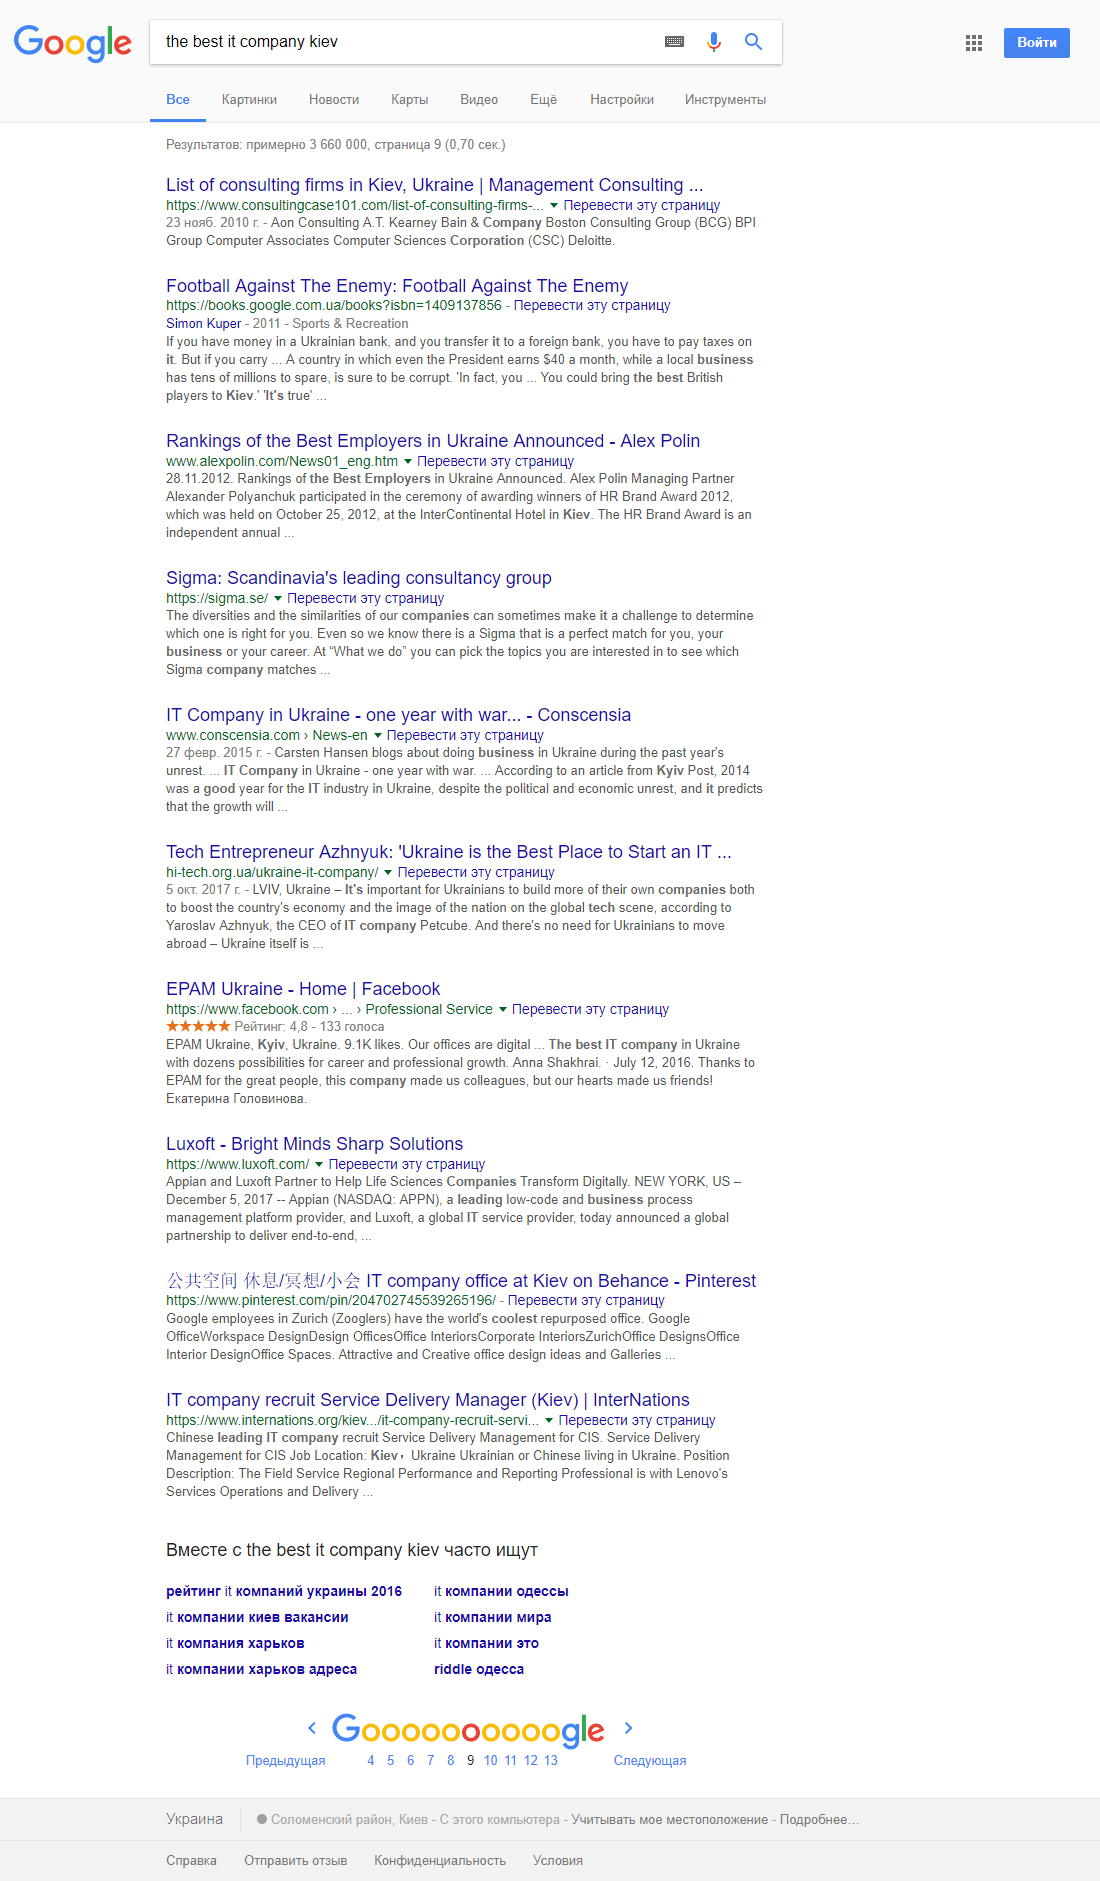 Google
the best it company kiev
Войти
Все Картинки Новости Карты Видео Ещё Настройки Инструменты
Результатов: примерно 3 660 000, страница 9 (0,70 сек.)
List of consulting firms in Kiev, Ukraine | Management Consulting ...
https://www.consultingcase101.com/list-of-consulting-firms-... Перевести эту страницу
23 нояб. 2010 г. - Aon Consulting A.T. Kearney Bain & Company Boston Consulting Group (BCG) BPI
Group Computer Associates Computer Sciences Corporation (CSC) Deloitte.
Football Against The Enemy: Football Against The Enemy
https://books.google.com.ua/books?isbn=1409137856 - Перевести эту страницу
Simon Kuper - 2011 - Sports & Recreation
If you have money in a Ukrainian bank, and you transfer it to a foreign bank, you have to pay taxes on
it. But if you carry ... A country in which even the President earns $40 a month, while a local business
has tens of millions to spare, is sure to be corrupt. 'In fact, you ... You could bring the best British
players to Kiev.' 'It's true' ...
Rankings of the Best Employers in Ukraine Announced - Alex Polin
www.alexpolin.com/News01_eng.htm Перевести эту страницу
28.11.2012. Rankings of the Best Employers in Ukraine Announced. Alex Polin Managing Partner
Alexander Polyanchuk participated in the ceremony of awarding winners of HR Brand Award 2012,
which was held on October 25, 2012, at the InterContinental Hotel in Kiev. The HR Brand Award is an
independent annual ...
Sigma: Scandinavia's leading consultancy group
https://sigma.se/ Перевести эту страницу
The diversities and the similarities of our companies can sometimes make it a challenge to determine
which one is right for you. Even so we know there is a Sigma that is a perfect match for you, your
business or your career. At “What we do” you can pick the topics you are interested in to see which
Sigma company matches ...
IT Company in Ukraine - one year with war... - Conscensia
www.conscensia.com › News-en Перевести эту страницу
27 февр. 2015 г. - Carsten Hansen blogs about doing business in Ukraine during the past year's
unrest. ... IT Company in Ukraine - one year with war. ... According to an article from Kyiv Post, 2014
was a good year for the IT industry in Ukraine, despite the political and economic unrest, and it predicts
that the growth will ...
Tech Entrepreneur Azhnyuk: 'Ukraine is the Best Place to Start an IT ...
hi-tech.org.ua/ukraine-it-company/ Перевести эту страницу
5 окт. 2017 г. - LVIV, Ukraine – It's important for Ukrainians to build more of their own companies both
to boost the country's economy and the image of the nation on the global tech scene, according to
Yaroslav Azhnyuk, the CEO of IT company Petcube. And there's no need for Ukrainians to move
abroad – Ukraine itself is ...
EPAM Ukraine - Home | Facebook
https://www.facebook.com › ... › Professional Service Перевести эту страницу
★★★★★ Рейтинг: 4,8 - 133 голоса
EPAM Ukraine, Kyiv, Ukraine. 9.1K likes. Our offices are digital ... The best IT company in Ukraine
with dozens possibilities for career and professional growth. Anna Shakhrai. · July 12, 2016. Thanks to
EPAM for the great people, this company made us colleagues, but our hearts made us friends!
Екатерина Головинова.
Luxoft - Bright Minds Sharp Solutions
https://www.luxoft.com/ Перевести эту страницу
Appian and Luxoft Partner to Help Life Sciences Companies Transform Digitally. NEW YORK, US –
December 5, 2017 -- Appian (NASDAQ: APPN), a leading low-code and business process
management platform provider, and Luxoft, a global IT service provider, today announced a global
partnership to deliver end-to-end, ...
公共空间 休息/冥想/小会 IT company office at Kiev on Behance - Pinterest
https://www.pinterest.com/pin/204702745539265196/ - Перевести эту страницу
Google employees in Zurich (Zooglers) have the world's coolest repurposed office. Google
OfficeWorkspace DesignDesign OfficesOffice InteriorsCorporate InteriorsZurichOffice DesignsOffice
Interior DesignOffice Spaces. Attractive and Creative office design ideas and Galleries ...
IT company recruit Service Delivery Manager (Kiev) | InterNations
https://www.internations.org/kiev.../it-company-recruit-servi... Перевести эту страницу
Chinese leading IT company recruit Service Delivery Management for CIS. Service Delivery
Management for CIS Job Location: Kiev，Ukraine Ukrainian or Chinese living in Ukraine. Position
Description: The Field Service Regional Performance and Reporting Professional is with Lenovo's
Services Operations and Delivery ...
Вместе с the best it company kiev часто ищут
рейтинг it компаний украины 2016 it компании одессы
it компании киев вакансии it компании мира
it компания харьков it компании это
it компании харьков адреса riddle одесса
Goooooooooogle
Предыдущая 4 5 6 7 8 9 10 11 12 13 Следующая
Украина Соломенский район, Киев - С этого компьютера - Учитывать мое местоположение - Подробнее…
Справка Отправить отзыв Конфиденциальность Условия